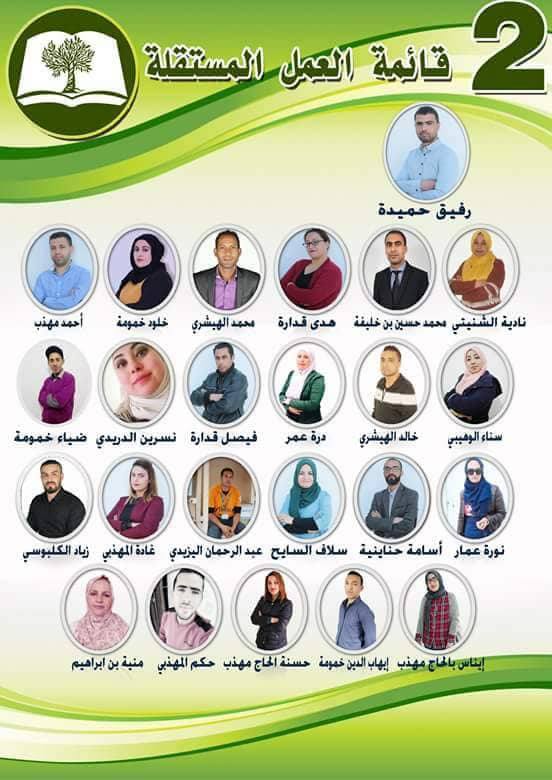 2 قائمة العمل المستقلة
رفيق حميدة
نادية الشنيتي محمد حسين بن خليفة هدى قدارة محمد الهيشري خلود خمومة أحمد مهذب
سناء الوهيبي خالد الهيشري درة عمر فيصل قدارة نسرين الدريدي ضياء خمومة
نورة عمار أسامة حناينية سلاف السايح عبد الرحمان اليزيدي غادة المهذبي زياد الكلبوسي
إيناس بالحاج مهذب إيهاب الدين خمومة حسنة الحاج مهذب حكم المهذبي منية بن ابراهيم